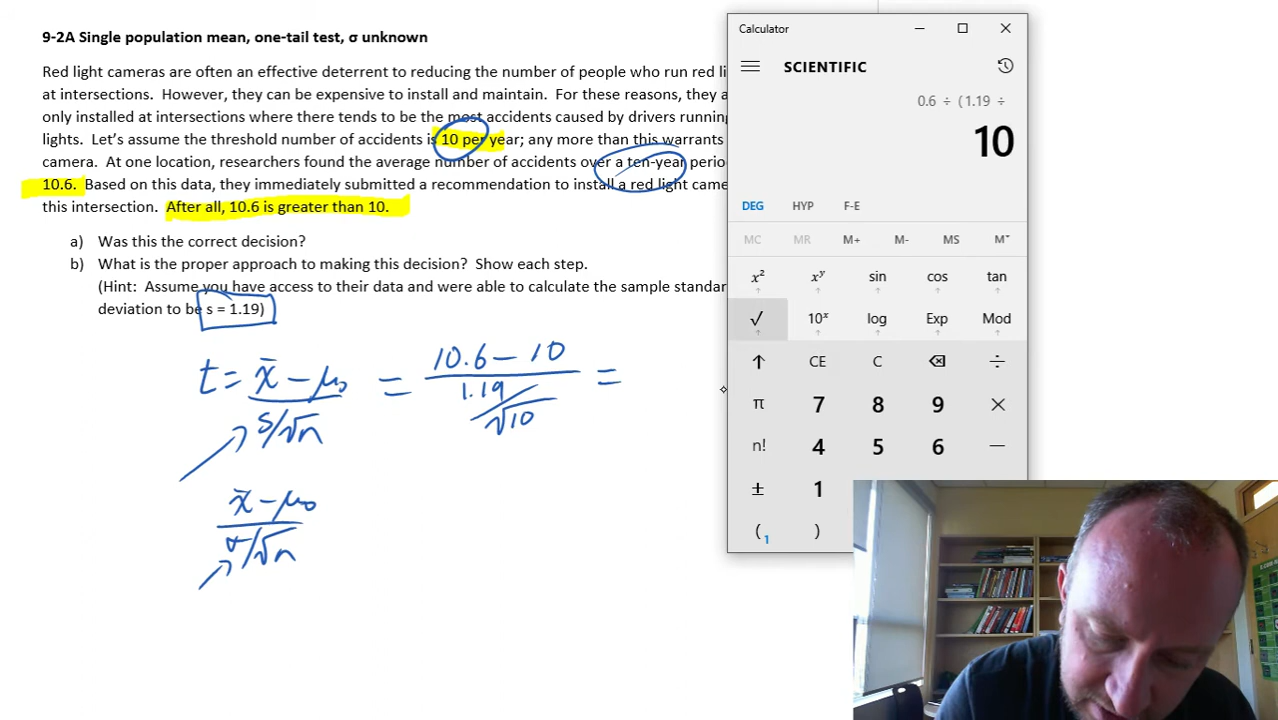 9-2A Single population mean, one-tail test, σ unknown
Red light cameras are often an effective deterrent to reducing the number of people who run red li
at intersections. However, they can be expensive to install and maintain. For these reasons, they a
only installed at intersections where there tends to be the most accidents caused by drivers running
lights. Let's assume the threshold number of accidents is 10 per year; any more than this warrants
camera. At one location, researchers found the average number of accidents over a ten-year perio
10.6. Based on this data, they immediately submitted a recommendation to install a red light came
this intersection. After all, 10.6 is greater than 10.
a) Was this the correct decision?
b) What is the proper approach to making this decision? Show each step.
(Hint: Assume you have access to their data and were able to calculate the sample standar
deviation to be s = 1.19)
t = x̄ − μ₀ / s/√n = 10.6 − 10 / 1.19/√10 =
x̄ − μ₀ / σ/√n
Calculator
SCIENTIFIC
0.6 ÷ (1.19 ÷
10
DEG HYP F-E
MC MR M+ M- MS M˅
x² xʸ sin cos tan
√ 10ˣ log Exp Mod
↑ CE C ⌫ ÷
π 7 8 9 ×
n! 4 5 6 −
± 1
(₁ )